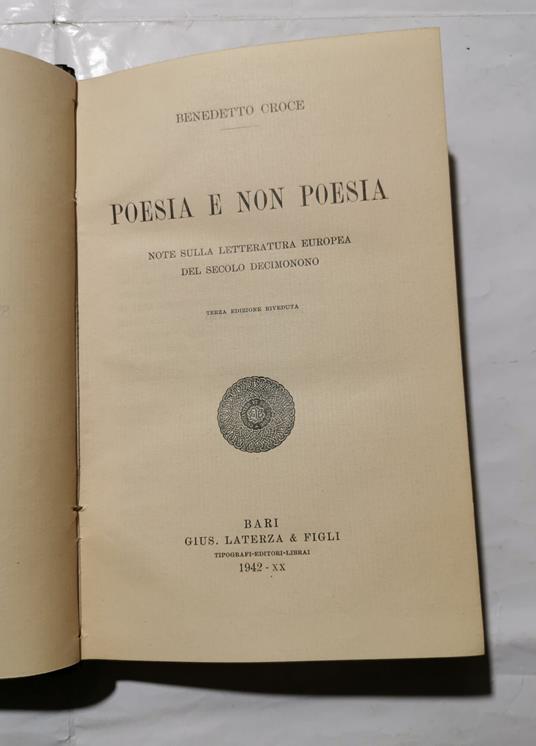 BENEDETTO CROCE
POESIA E NON POESIA
NOTE SULLA LETTERATURA EUROPEA
DEL SECOLO DECIMONONO
TERZA EDIZIONE RIVEDUTA
BARI
GIUS. LATERZA & FIGLI
TIPOGRAFI-EDITORI-LIBRAI
1942 - XX